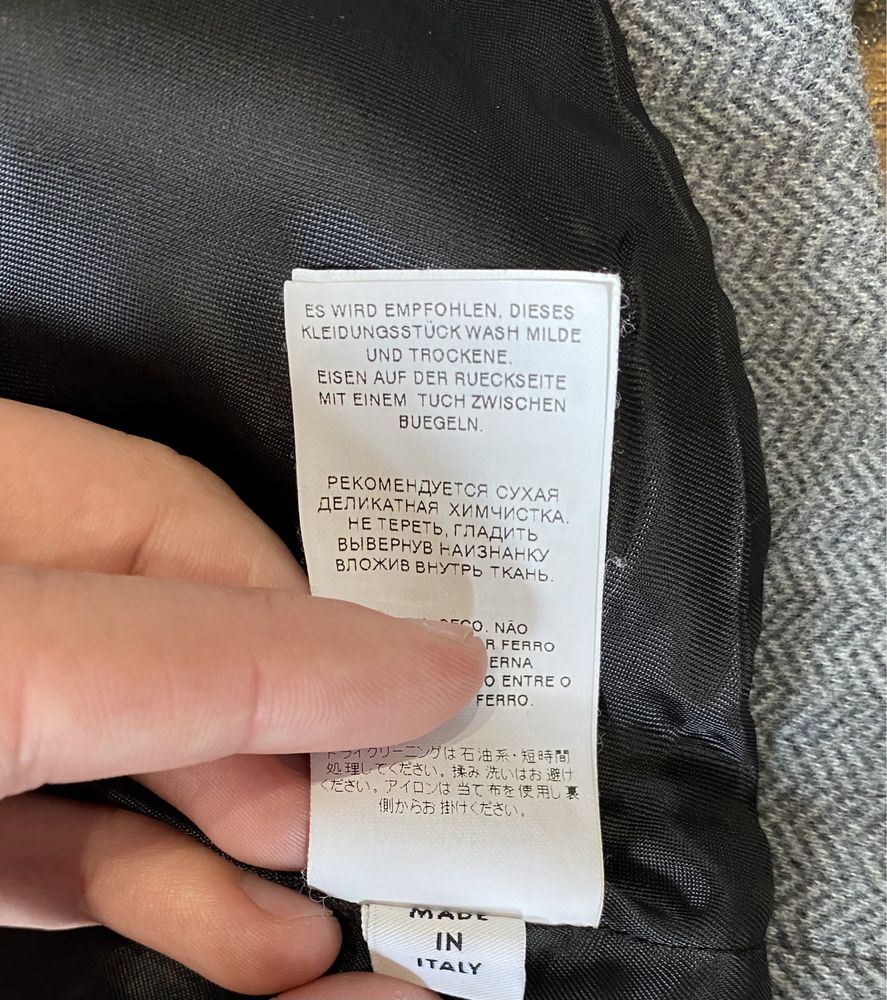 ES WIRD EMPFOHLEN, DIESES
KLEIDUNGSSTÜCK WASH MILDE
UND TROCKENE.
EISEN AUF DER RUECKSEITE
MIT EINEM TUCH ZWISCHEN
BUEGELN.
РЕКОМЕНДУЕТСЯ СУХАЯ
ДЕЛИКАТНАЯ ХИМЧИСТКА.
НЕ ТЕРЕТЬ, ГЛАДИТЬ
ВЫВЕРНУВ НАИЗНАНКУ
ВЛОЖИВ ВНУТРЬ ТКАНЬ.
NÃO
FERRO
ENTRE O
FERRO.
ドライクリーニングは石油系・短時間
処理してください。揉み洗いはお避け
ください。アイロンは当て布を使用し裏
側からお掛けください。
MADE
IN
ITALY